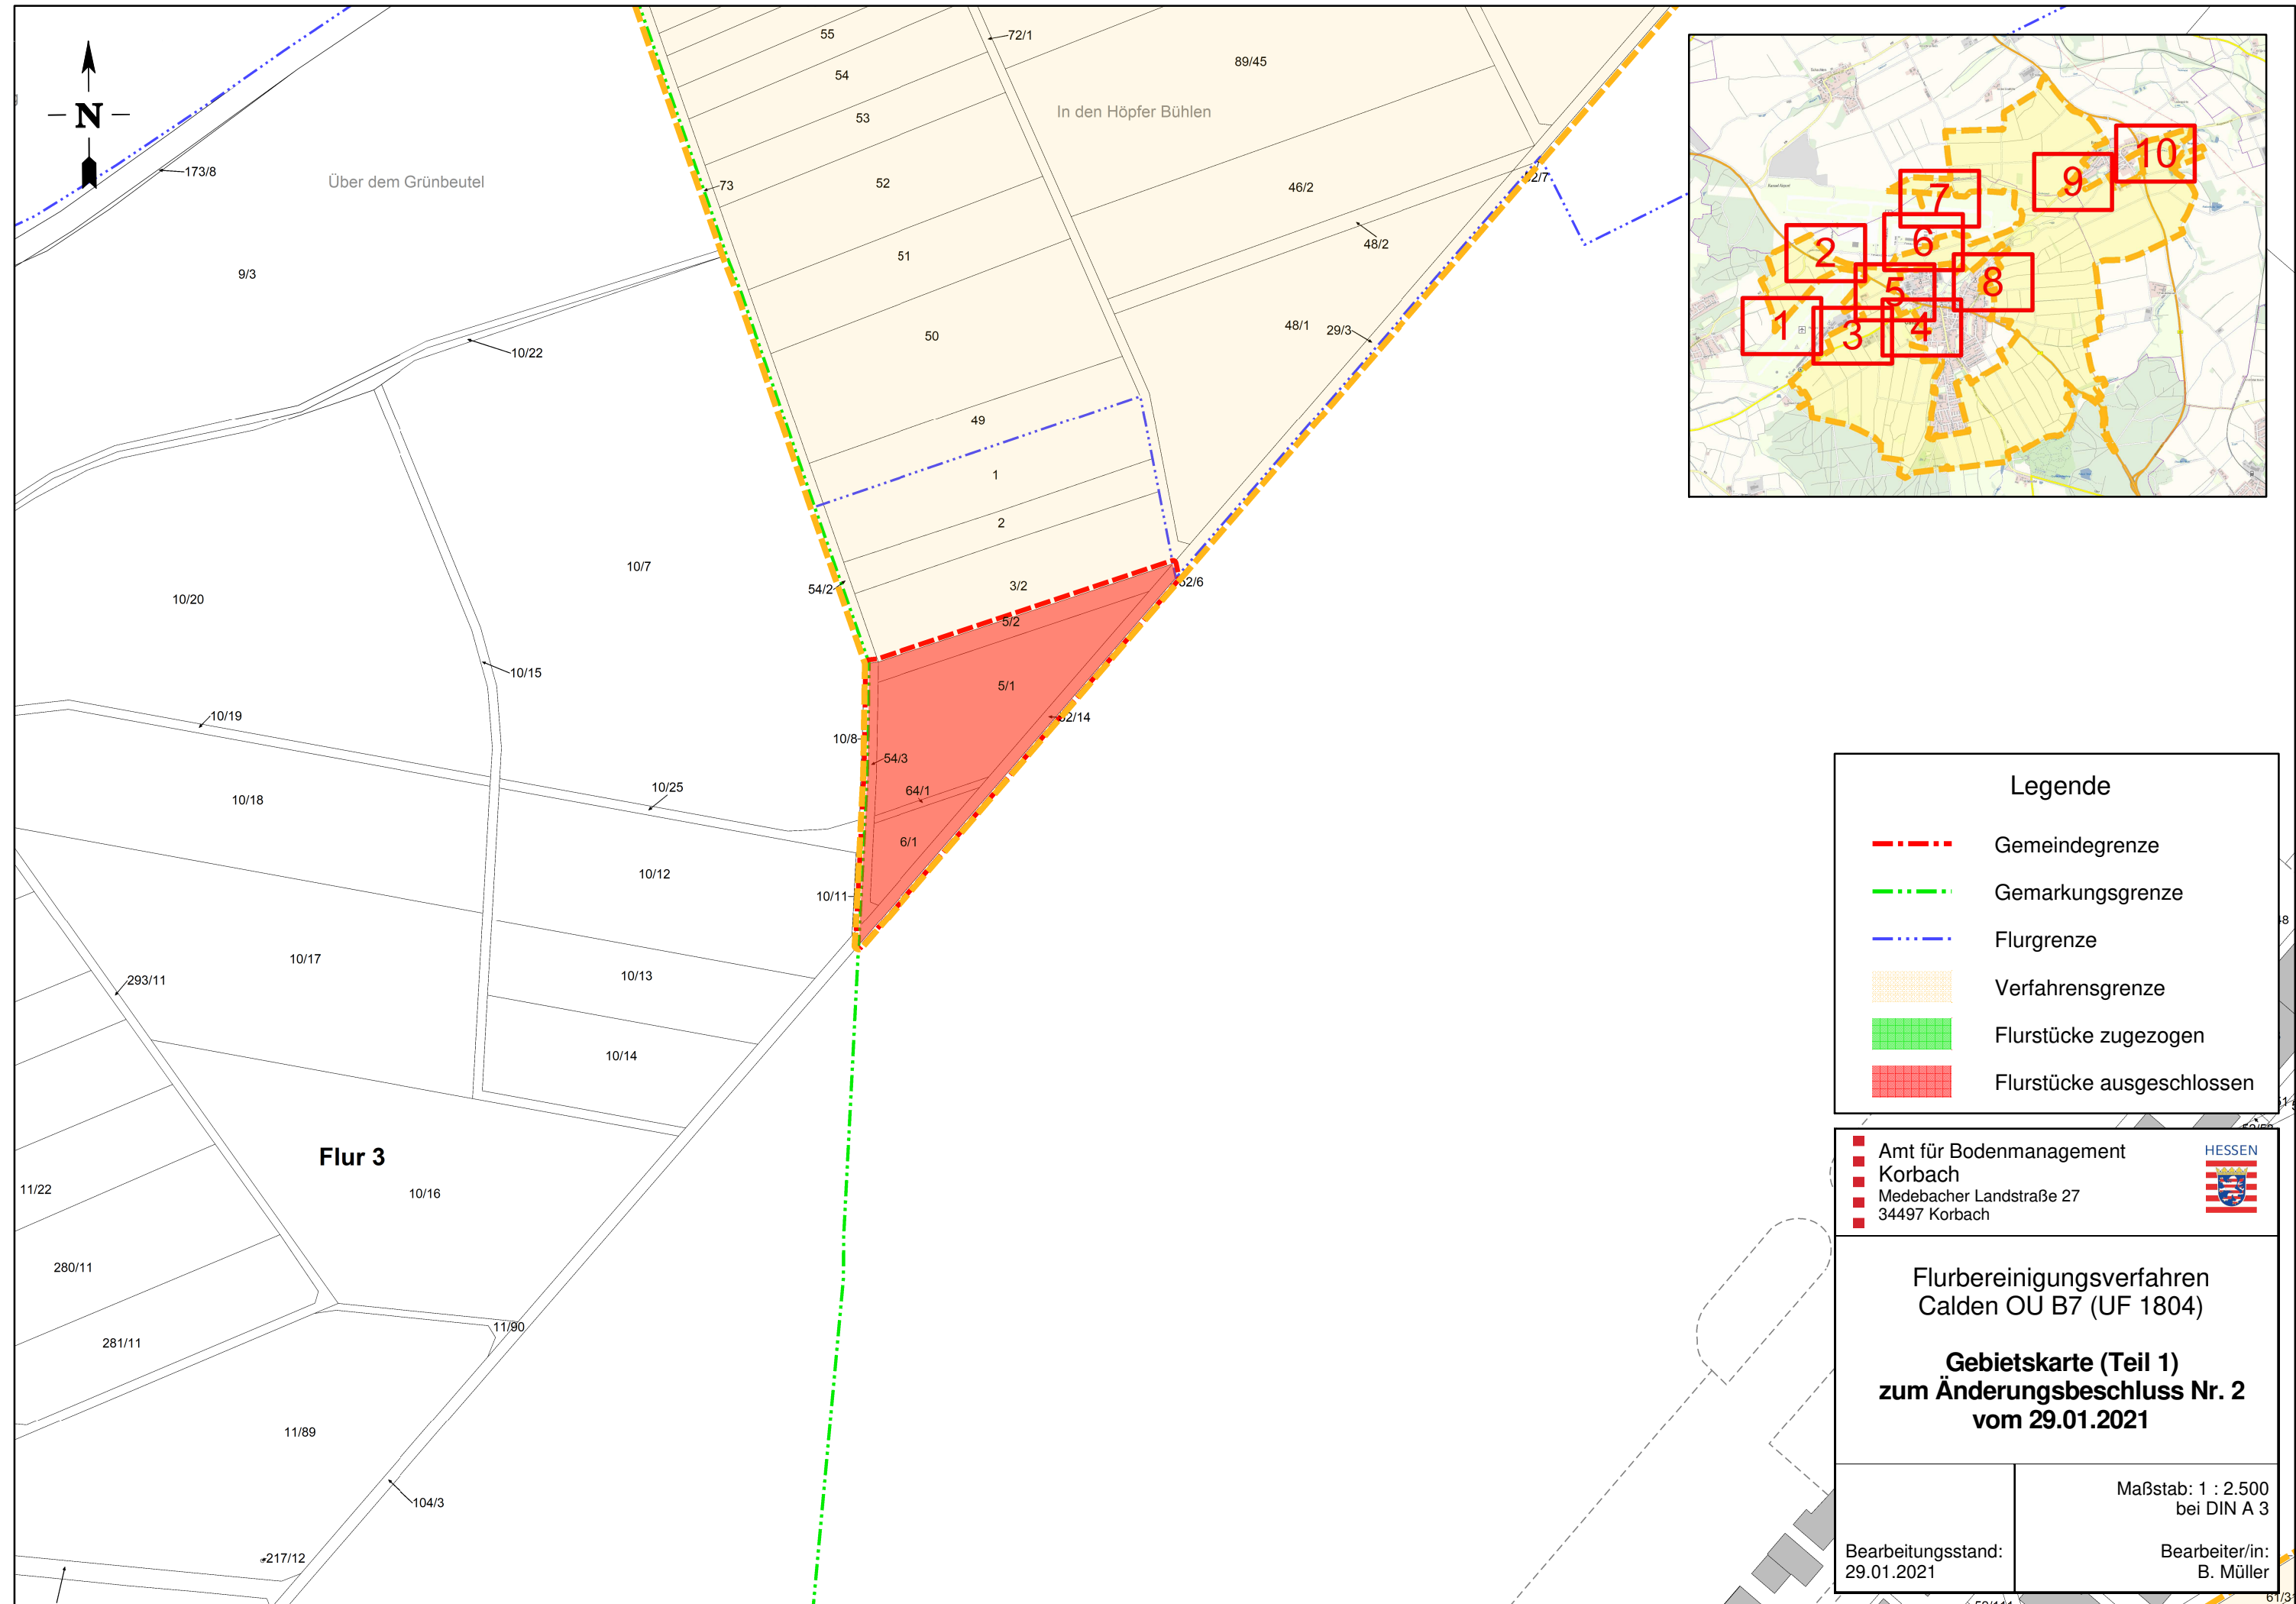 N
173/8
Über dem Grünbeutel
9/3
10/22
73
55
54
53
52
51
50
49
1
2
3/2
72/1
89/45
In den Höpfer Bühlen
46/2
48/2
48/1
29/3
52/7
52/6
10/7
10/20
54/2
10/15
10/19
10/18
10/25
10/8
5/2
5/1
54/3
64/1
6/1
10/12
10/11
10/17
10/13
10/14
293/11
Flur 3
10/16
11/22
280/11
281/11
11/90
11/89
104/3
217/12
1
2
3
4
5
6
7
8
9
10
Legende
Gemeindegrenze
Gemarkungsgrenze
Flurgrenze
Verfahrensgrenze
Flurstücke zugezogen
Flurstücke ausgeschlossen
Amt für Bodenmanagement
Korbach
Medebacher Landstraße 27
34497 Korbach
HESSEN
Flurbereinigungsverfahren
Calden OU B7 (UF 1804)
Gebietskarte (Teil 1)
zum Änderungsbeschluss Nr. 2
vom 29.01.2021
Maßstab: 1 : 2.500
bei DIN A 3
Bearbeitungsstand:
29.01.2021
Bearbeiter/in:
B. Müller